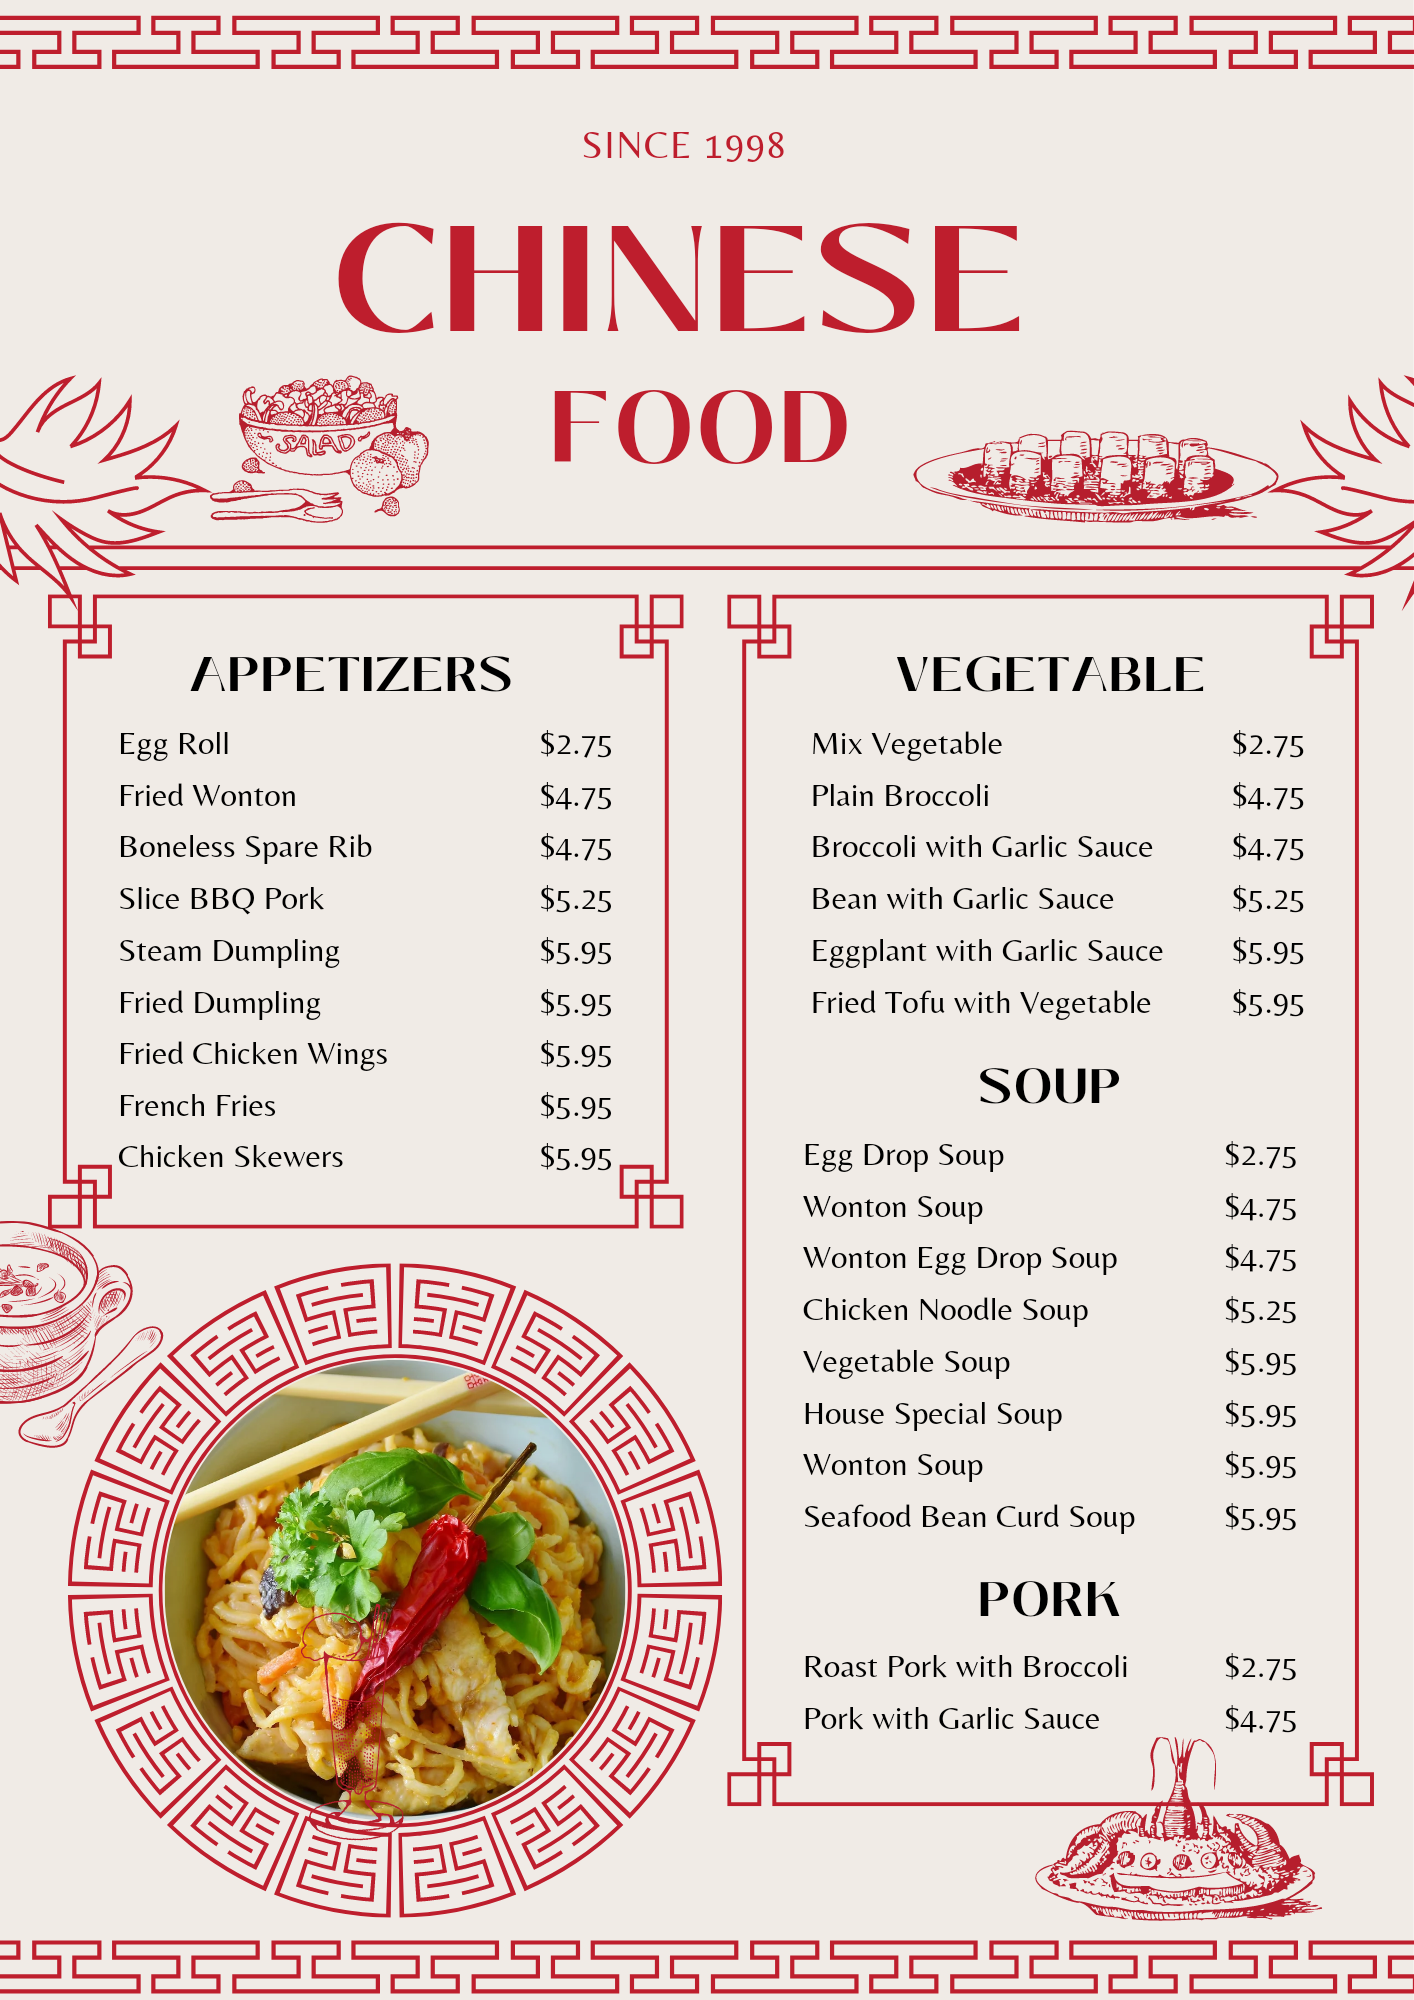 SINCE 1998
CHINESE
FOOD
SALAD
APPETIZERS
Egg Roll $2.75
Fried Wonton $4.75
Boneless Spare Rib $4.75
Slice BBQ Pork $5.25
Steam Dumpling $5.95
Fried Dumpling $5.95
Fried Chicken Wings $5.95
French Fries $5.95
Chicken Skewers $5.95
VEGETABLE
Mix Vegetable $2.75
Plain Broccoli $4.75
Broccoli with Garlic Sauce $4.75
Bean with Garlic Sauce $5.25
Eggplant with Garlic Sauce $5.95
Fried Tofu with Vegetable $5.95
SOUP
Egg Drop Soup $2.75
Wonton Soup $4.75
Wonton Egg Drop Soup $4.75
Chicken Noodle Soup $5.25
Vegetable Soup $5.95
House Special Soup $5.95
Wonton Soup $5.95
Seafood Bean Curd Soup $5.95
PORK
Roast Pork with Broccoli $2.75
Pork with Garlic Sauce $4.75